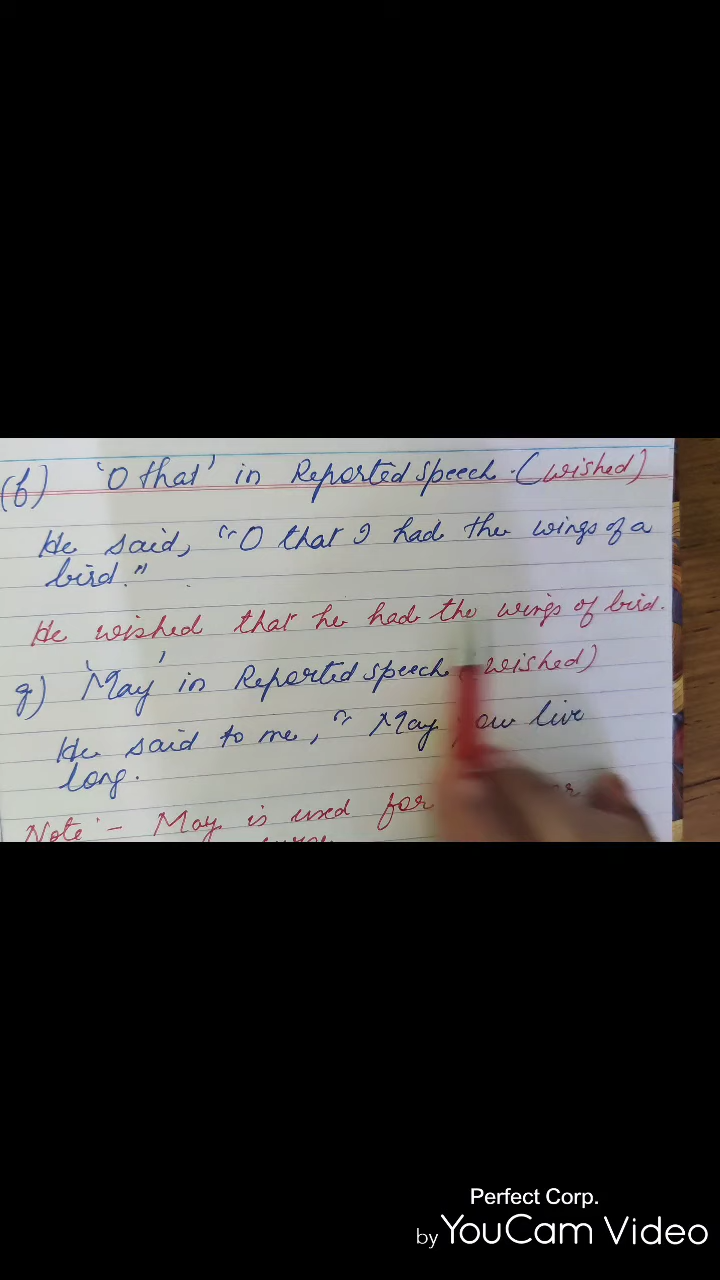 (f) 'O that' in Reported speech. (wished)
He said, "O that I had the wings of a
bird."
He wished that he had the wings of bird.
g) 'May' in Reported speech (wished)
He said to me, " May you live
long.
Note :- May is used for
Perfect Corp.
by YouCam Video